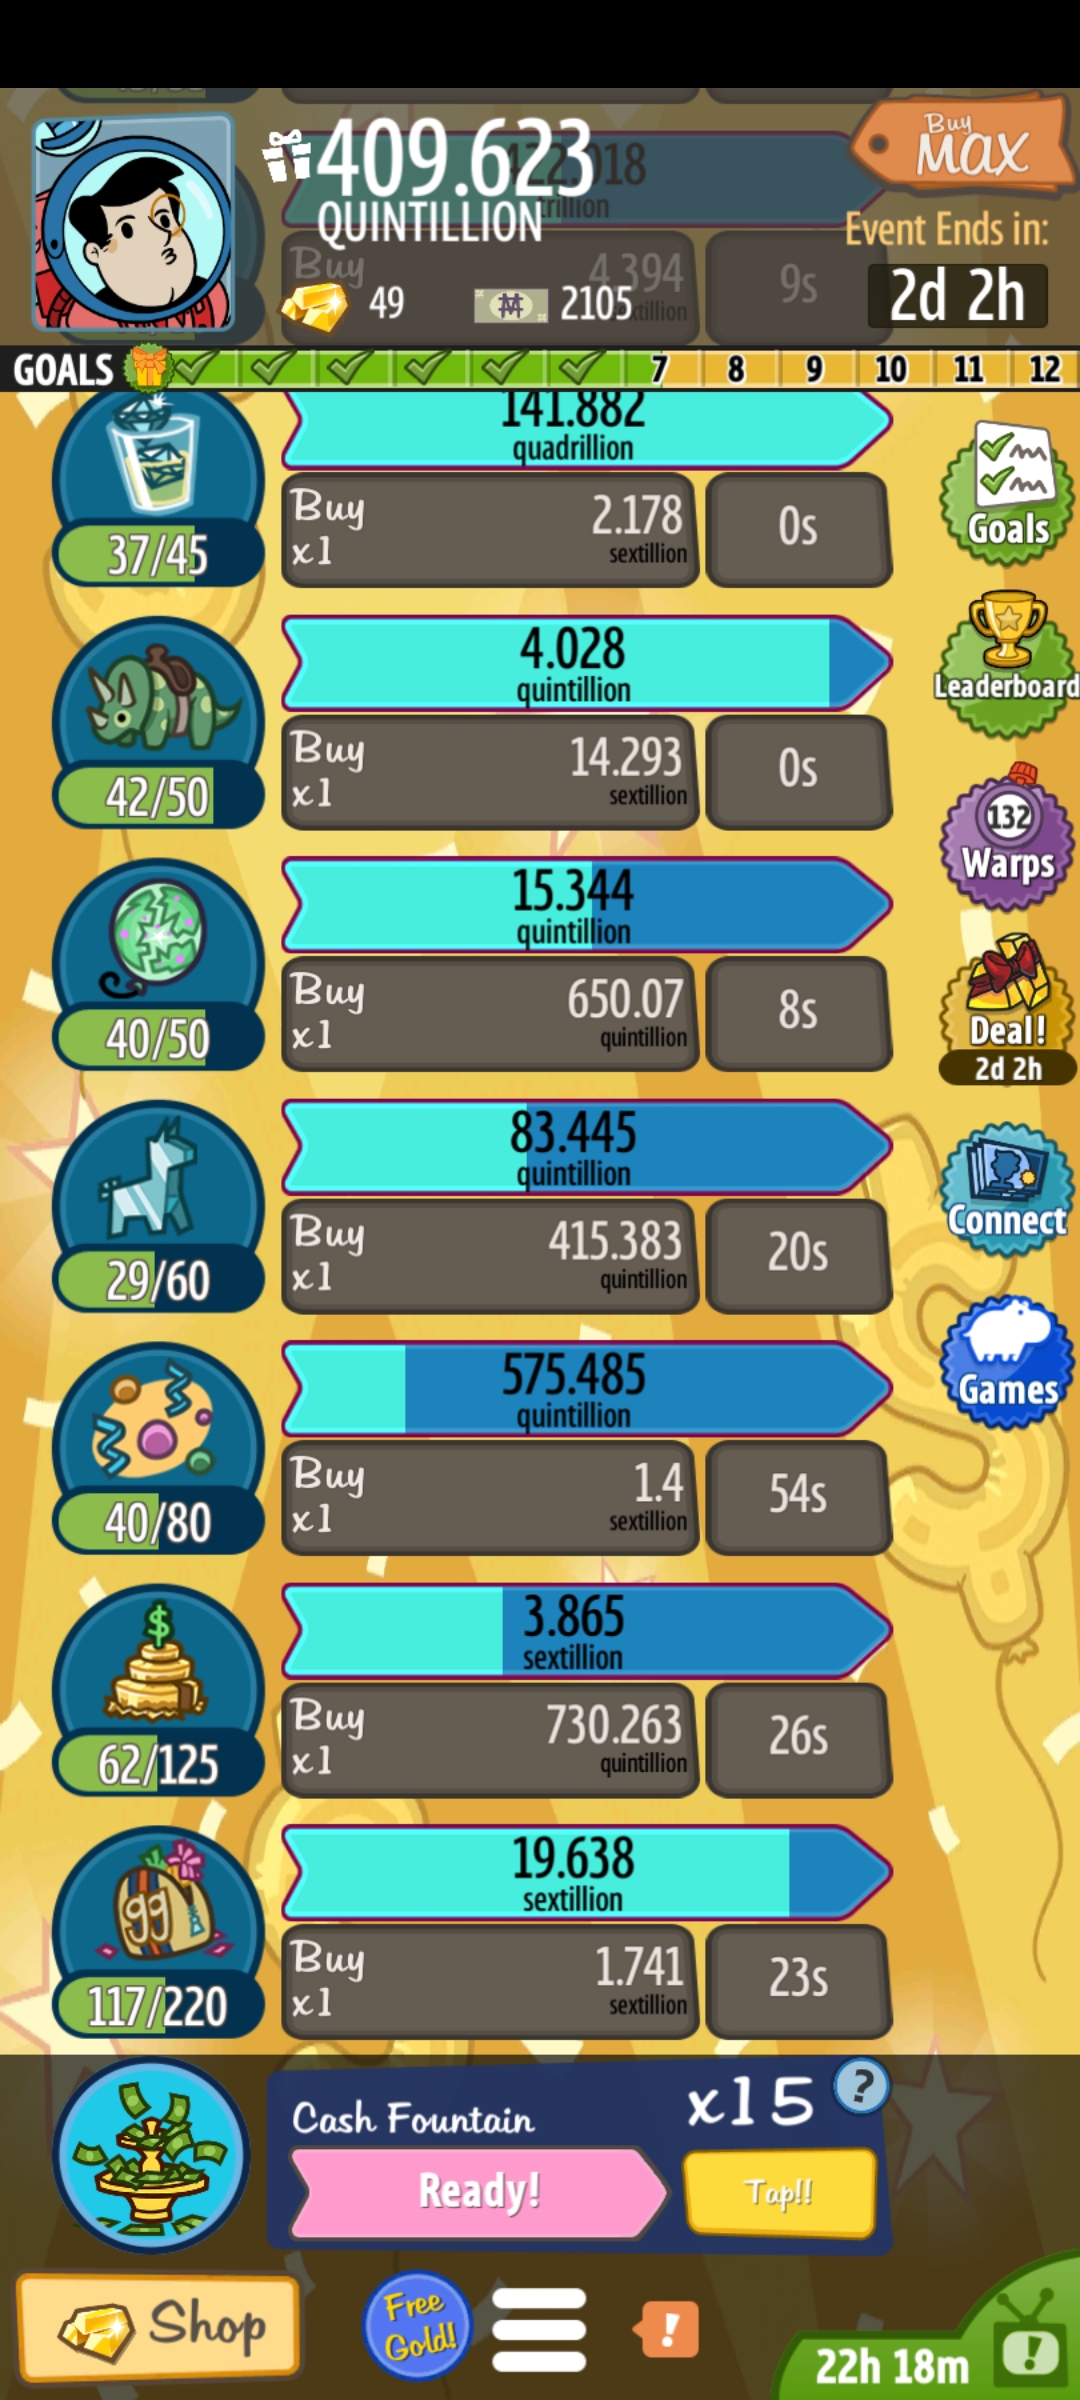 409.623
QUINTILLION
Buy
MAX
Event Ends in:
2d 2h
Buy
4.394
9s
49
2105
GOALS
7
8
9
10
11
12
141.882
quadrillion
37/45
Buy
x1
2.178
sextillion
0s
Goals
4.028
quintillion
42/50
Buy
x1
14.293
sextillion
0s
Leaderboard
15.344
quintillion
40/50
Buy
x1
650.07
quintillion
8s
132
Warps
Deal!
2d 2h
83.445
quintillion
29/60
Buy
x1
415.383
quintillion
20s
Connect
575.485
quintillion
40/80
Buy
x1
1.4
sextillion
54s
Games
$
3.865
sextillion
62/125
Buy
x1
730.263
quintillion
26s
99
19.638
sextillion
117/220
Buy
x1
1.741
sextillion
23s
Cash Fountain
x15
?
Ready!
Tap!!
Shop
Free
Gold!
!
22h 18m
!